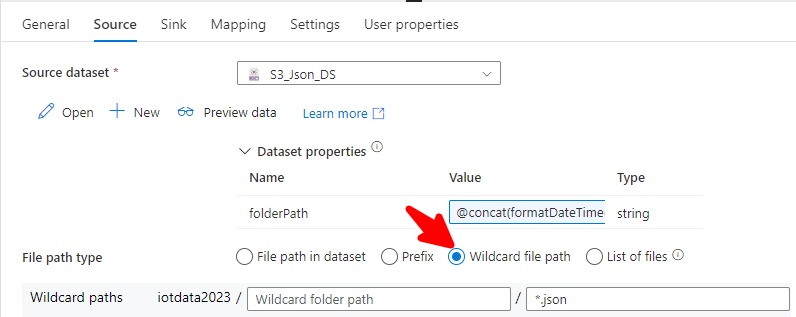 General Source Sink Mapping Settings User properties
Source dataset * S3_Json_DS
Open New Preview data Learn more
Dataset properties
Name Value Type
folderPath @concat(formatDateTime( string
File path type File path in dataset Prefix Wildcard file path List of files
Wildcard paths iotdata2023 / Wildcard folder path / *.json